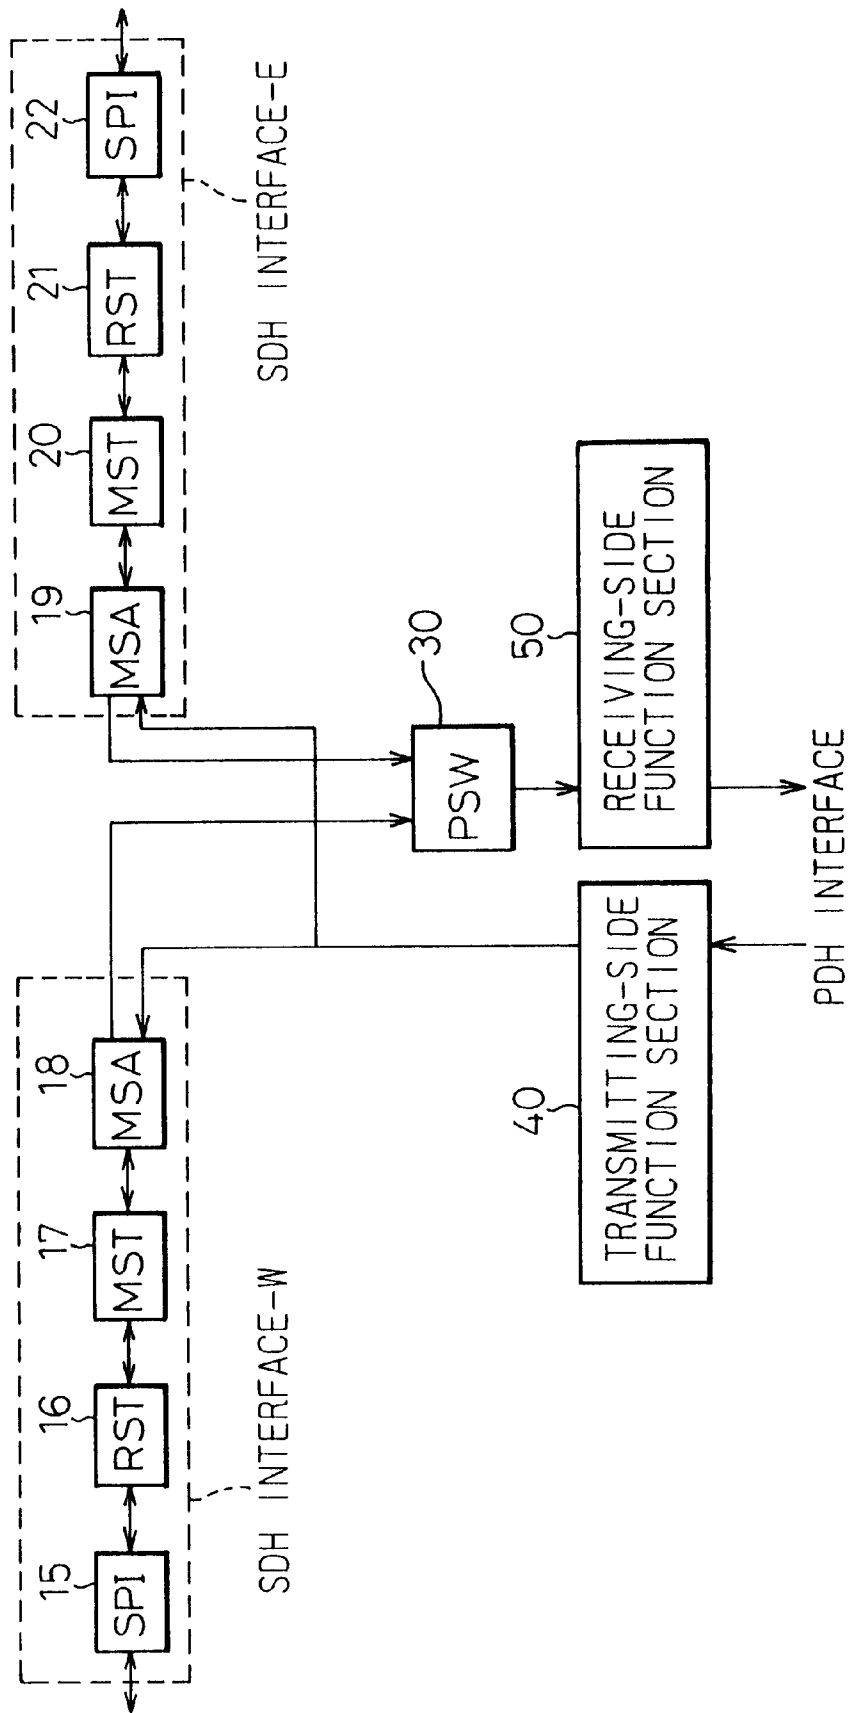 15
16
17
18
19
20
21
22
SPI
RST
MST
MSA
MSA
MST
RST
SPI
SDH INTERFACE-W
SDH INTERFACE-E
30
PSW
40
50
TRANSMITTING-SIDE
FUNCTION SECTION
RECEIVING-SIDE
FUNCTION SECTION
PDH INTERFACE